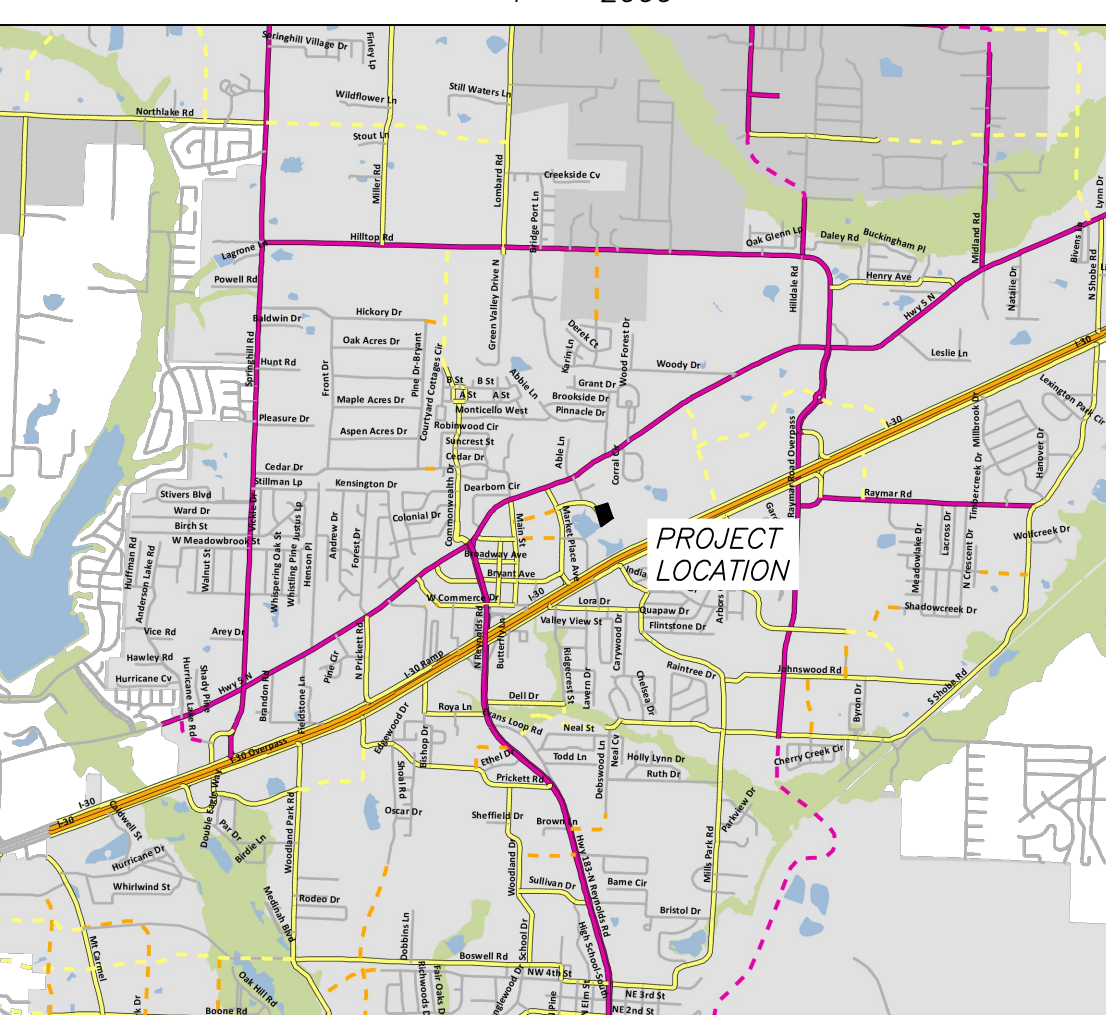 Springhill Village Dr
Finley Lp
Wildflower Ln
Still Waters Ln
Northlake Rd
Stout Ln
Miller Rd
Lombard Rd
Creekside Cv
Bridge Port Ln
Lynn Dr
Lagrone Ln
Hilltop Rd
Oak Glenn Lp
Daley Rd
Buckingham Pl
Midland Rd
Bivens Lp
N Shobe Rd
Powell Rd
Green Valley Drive N
Hilldale Rd
Henry Ave
Natalie Dr
Hwy 5 N
Baldwin Dr
Hickory Dr
Oak Acres Dr
Derek Ct
Karin Ln
Wood Forest Dr
Springhill Rd
Hunt Rd
Front Dr
Pine Dr-Bryant
Courtyard Cottages Cir
Woody Dr
Leslie Ln
I-30
B St
B St
A St
A St
Abbie Ln
Grant Dr
Brookside Dr
Pinnacle Dr
Maple Acres Dr
Monticello West
Lexington Park Cir
Pleasure Dr
Aspen Acres Dr
Robinwood Cir
Suncrest St
Cedar Dr
I-30
Millbrook Dr
Hanover Dr
Able Ln
Corral Cir
Raymar Road Overpass
Timbercreek Dr
Cedar Dr
Stillman Lp
Kensington Dr
Dearborn Cir
Commonwealth Dr
Stivers Blvd
Ward Dr
Birch St
W Meadowbrook St
Vickie Dr
Justus Lp
Andrew Dr
Forest Dr
Colonial Dr
Main St
Market Place Ave
Raymar Rd
Wolfcreek Dr
PROJECT
LOCATION
Huffman Rd
Anderson Lake Rd
Walnut St
Whispering Oak St
Whistling Pine
Henson Pl
Broadway Ave
Bryant Ave
Meadowlake Dr
Lacross Dr
N Crescent Dr
W Commerce Dr
I-30
Lora Dr
Quapaw Dr
Shadowcreek Dr
Vice Rd
Arey Dr
Valley View St
Flintstone Dr
N Reynolds Rd
Butterfly Ln
Carywood Dr
N Prickett Rd
Pine Cir
I-30 Ramp
Hawley Rd
Hurricane Cv
Hurricane Lake Rd
Shady Pine
Hwy 5 N
Brandon Rd
Fieldstone Ln
Ridgecrest St
Lavern Dr
Chelsea Dr
Raintree Dr
Johnswood Rd
S Shobe Rd
Dell Dr
Roya Ln
Evans Loop Rd
Neal St
Byron Dr
Edgewood Dr
Bishop Dr
I-30 Overpass
Ethel Dr
Todd Ln
Debswood Ln
Neal Cv
Holly Lynn Dr
Ruth Dr
Cherry Creek Cir
Shoal Rd
Prickett Rd
I-30
I-30
Caldwell St
Double Eagle Way
Par Dr
Birdie Ln
Woodland Park Rd
Oscar Dr
Sheffield Dr
Brown Ln
Parkview Dr
Hurricane Dr
Whirlwind St
Woodland Dr
Hwy 183-N Reynolds Rd
Mills Park Rd
Sullivan Dr
Bame Cir
Medinah Blvd
Rodeo Dr
Bristol Dr
Mt Carmel
Dobbins Ln
School Dr
High School-South
Boswell Rd
NW 4th St
Oak Hill Rd
Richwoods
Fair Oaks
N Elm St
NE 3rd St
NE 2nd St
Boone Rd